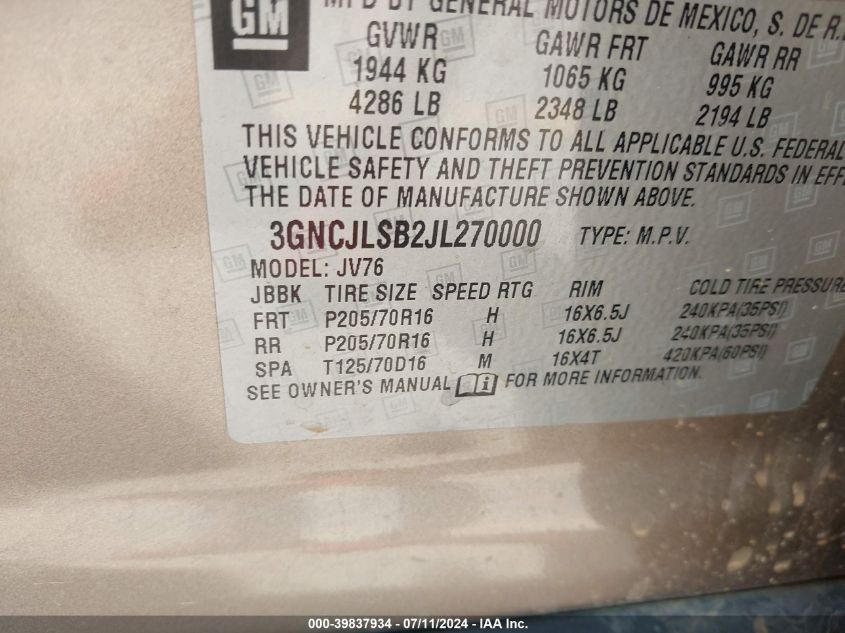 GM
MFD BY GENERAL MOTORS DE MEXICO, S. DE R.
GVWR GAWR FRT GAWR RR
1944 KG 1065 KG 995 KG
4286 LB 2348 LB 2194 LB
THIS VEHICLE CONFORMS TO ALL APPLICABLE U.S. FEDERAL
VEHICLE SAFETY AND THEFT PREVENTION STANDARDS IN EFF
THE DATE OF MANUFACTURE SHOWN ABOVE.
3GNCJLSB2JL270000 TYPE: M.P.V.
MODEL: JV76
JBBK TIRE SIZE SPEED RTG RIM COLD TIRE PRESSURE
FRT P205/70R16 H 16X6.5J 240KPA(35PSI)
RR P205/70R16 H 16X6.5J 240KPA(35PSI)
SPA T125/70D16 M 16X4T 420KPA(60PSI)
SEE OWNER'S MANUAL FOR MORE INFORMATION.
000-39837934 - 07/11/2024 - IAA Inc.